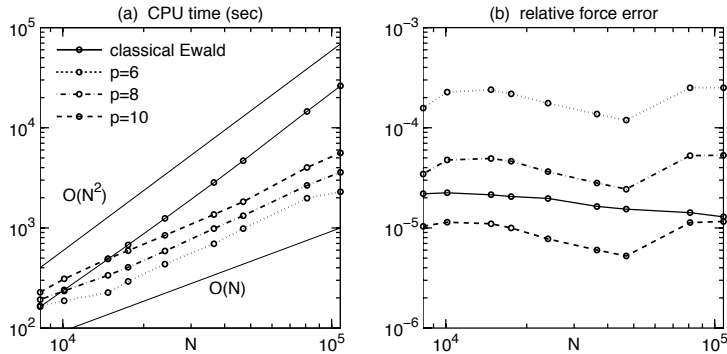 (a) CPU time (sec)
10^5
10^4
10^3
10^2
classical Ewald
p=6
p=8
p=10
O(N^2)
O(N)
10^4
N
10^5
(b) relative force error
10^-3
10^-4
10^-5
10^-6
10^4
N
10^5